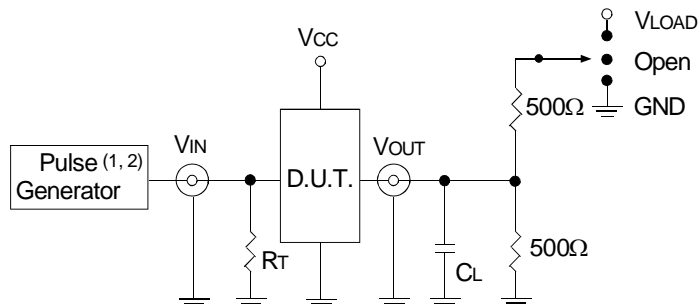 VLOAD
VCC
Open
500Ω
GND
VIN
VOUT
Pulse (1, 2)
Generator
D.U.T.
500Ω
RT
CL